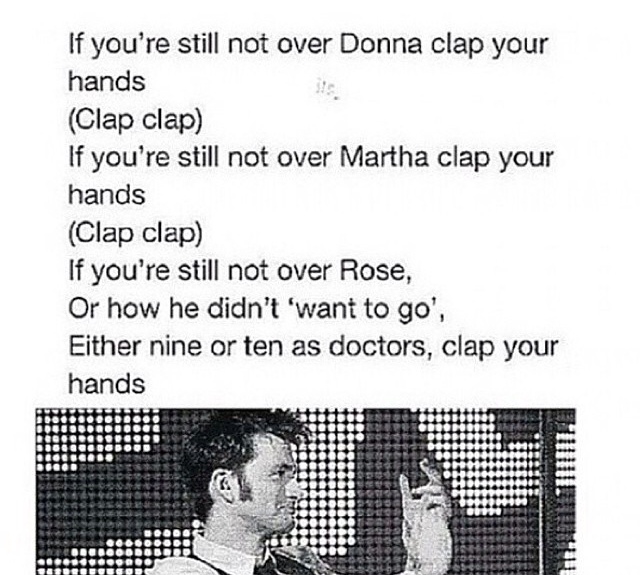 If you're still not over Donna clap your
hands
(Clap clap)
If you're still not over Martha clap your
hands
(Clap clap)
If you're still not over Rose,
Or how he didn't ‘want to go’,
Either nine or ten as doctors, clap your
hands